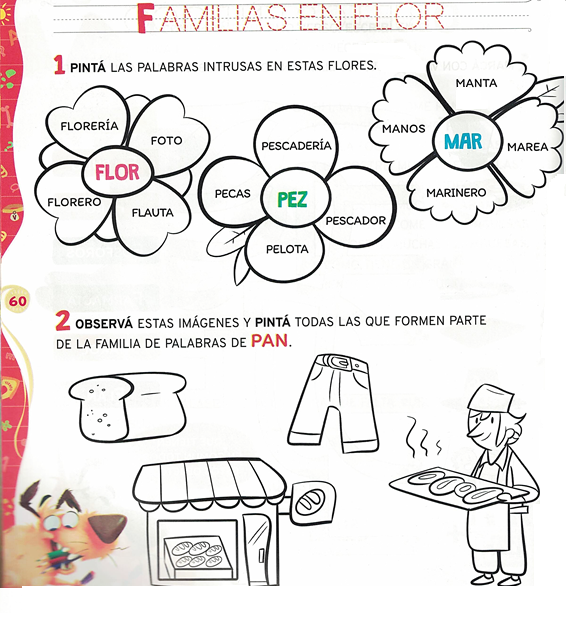 FAMILIAS EN FLOR
1 PINTÁ LAS PALABRAS INTRUSAS EN ESTAS FLORES.
FLORERÍA
FOTO
FLOR
FLORERO
FLAUTA
PESCADERÍA
PECAS
PEZ
PESCADOR
PELOTA
MANTA
MANOS
MAR
MAREA
MARINERO
60
2 OBSERVÁ ESTAS IMÁGENES Y PINTÁ TODAS LAS QUE FORMEN PARTE
DE LA FAMILIA DE PALABRAS DE PAN.